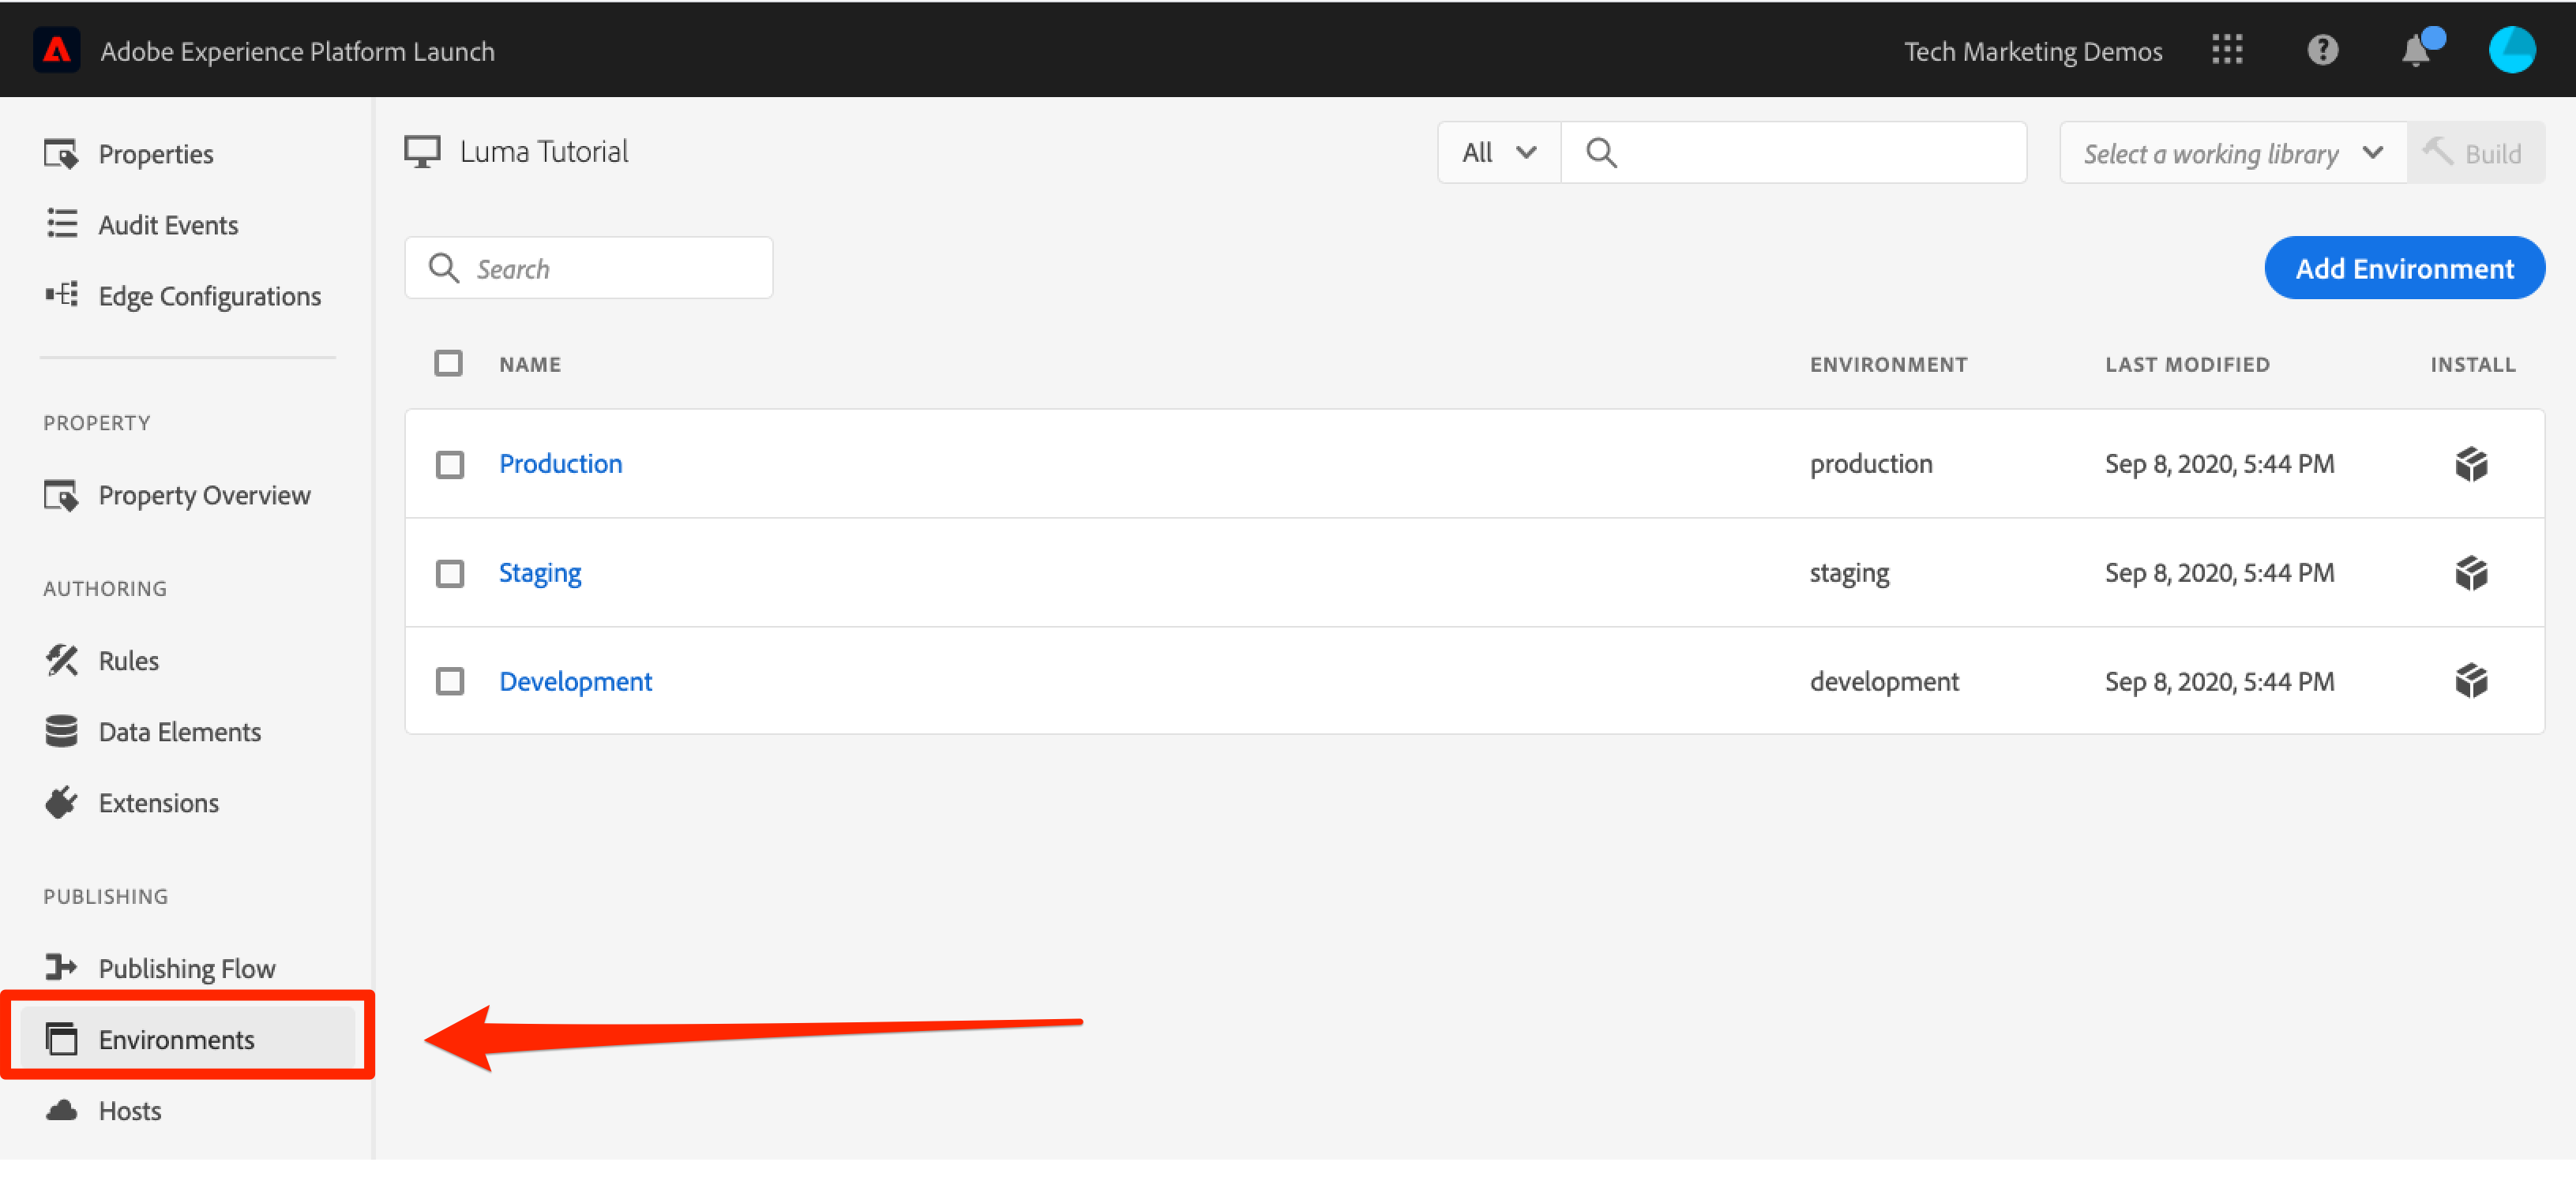 Adobe Experience Platform Launch
Tech Marketing Demos
Properties
Audit Events
Edge Configurations
PROPERTY
Property Overview
AUTHORING
Rules
Data Elements
Extensions
PUBLISHING
Publishing Flow
Environments
Hosts
Luma Tutorial
All
Select a working library
Build
Search
Add Environment
NAME ENVIRONMENT LAST MODIFIED INSTALL
Production production Sep 8, 2020, 5:44 PM
Staging staging Sep 8, 2020, 5:44 PM
Development development Sep 8, 2020, 5:44 PM